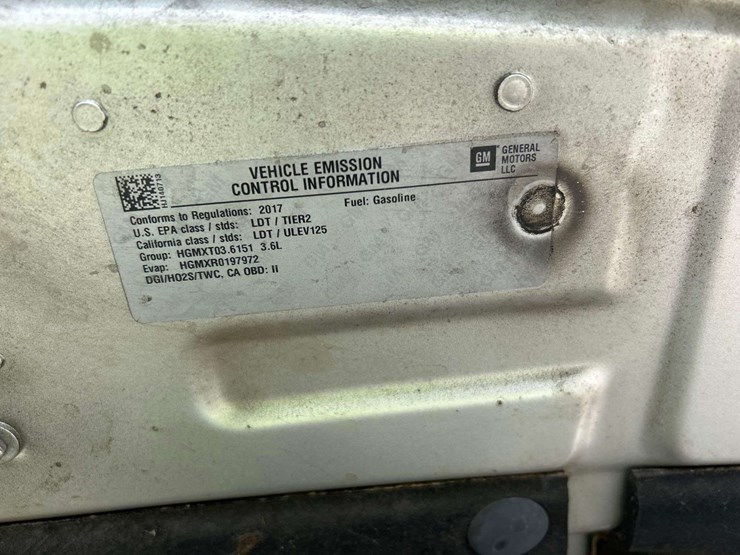 VEHICLE EMISSION
CONTROL INFORMATION
GM GENERAL
MOTORS
LLC
Conforms to Regulations: 2017 Fuel: Gasoline
U.S. EPA class / stds: LDT / TIER2
California class / stds: LDT / ULEV125
Group: HGMXT03.6151 3.6L
Evap: HGMXR0197972
DGI/HO2S/TWC, CA OBD: II